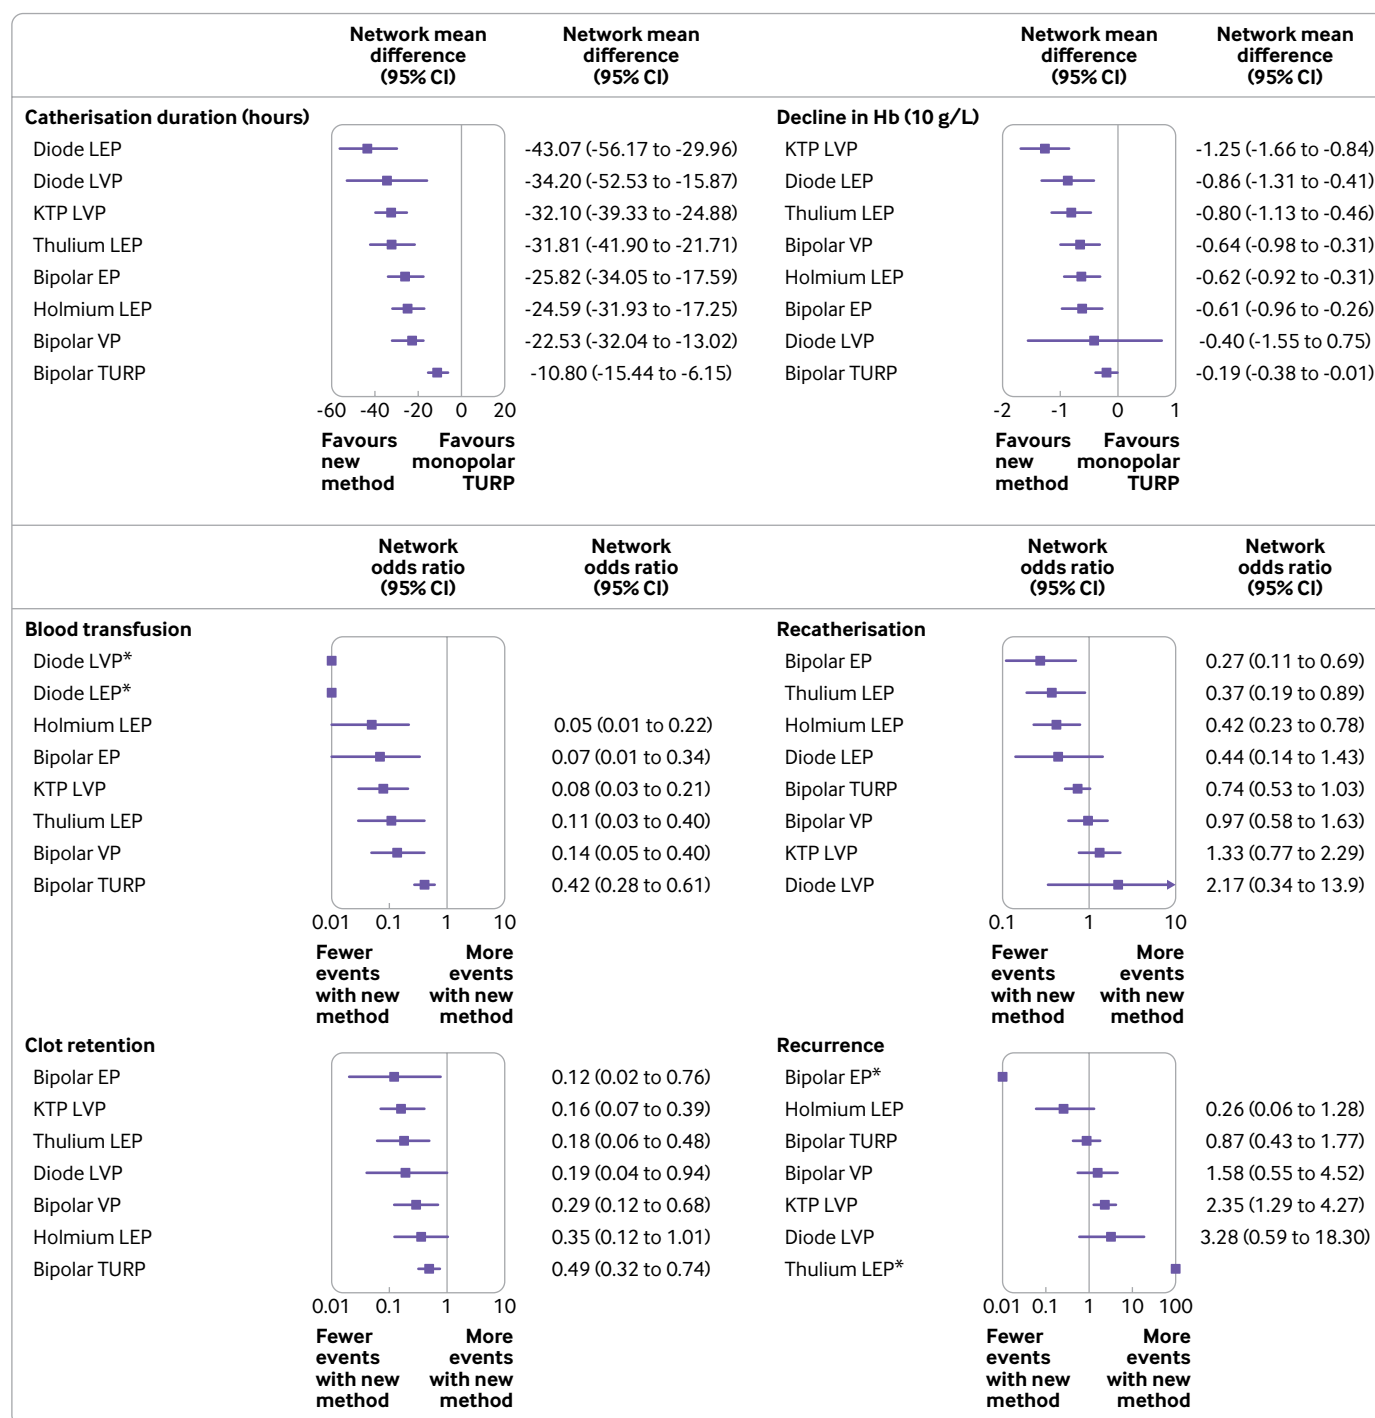 Network mean
difference
(95% CI)
Network mean
difference
(95% CI)
Network mean
difference
(95% CI)
Network mean
difference
(95% CI)
Catherisation duration (hours)
Diode LEP -43.07 (-56.17 to -29.96)
Diode LVP -34.20 (-52.53 to -15.87)
KTP LVP -32.10 (-39.33 to -24.88)
Thulium LEP -31.81 (-41.90 to -21.71)
Bipolar EP -25.82 (-34.05 to -17.59)
Holmium LEP -24.59 (-31.93 to -17.25)
Bipolar VP -22.53 (-32.04 to -13.02)
Bipolar TURP -10.80 (-15.44 to -6.15)
-60 -40 -20 0 20
Favours
new
method
Favours
monopolar
TURP
Decline in Hb (10 g/L)
KTP LVP -1.25 (-1.66 to -0.84)
Diode LEP -0.86 (-1.31 to -0.41)
Thulium LEP -0.80 (-1.13 to -0.46)
Bipolar VP -0.64 (-0.98 to -0.31)
Holmium LEP -0.62 (-0.92 to -0.31)
Bipolar EP -0.61 (-0.96 to -0.26)
Diode LVP -0.40 (-1.55 to 0.75)
Bipolar TURP -0.19 (-0.38 to -0.01)
-2 -1 0 1
Favours
new
method
Favours
monopolar
TURP
Network
odds ratio
(95% CI)
Network
odds ratio
(95% CI)
Network
odds ratio
(95% CI)
Network
odds ratio
(95% CI)
Blood transfusion
Diode LVP*
Diode LEP*
Holmium LEP 0.05 (0.01 to 0.22)
Bipolar EP 0.07 (0.01 to 0.34)
KTP LVP 0.08 (0.03 to 0.21)
Thulium LEP 0.11 (0.03 to 0.40)
Bipolar VP 0.14 (0.05 to 0.40)
Bipolar TURP 0.42 (0.28 to 0.61)
0.01 0.1 1 10
Fewer
events
with new
method
More
events
with new
method
Recatherisation
Bipolar EP 0.27 (0.11 to 0.69)
Thulium LEP 0.37 (0.19 to 0.89)
Holmium LEP 0.42 (0.23 to 0.78)
Diode LEP 0.44 (0.14 to 1.43)
Bipolar TURP 0.74 (0.53 to 1.03)
Bipolar VP 0.97 (0.58 to 1.63)
KTP LVP 1.33 (0.77 to 2.29)
Diode LVP 2.17 (0.34 to 13.9)
0.1 1 10
Fewer
events
with new
method
More
events
with new
method
Clot retention
Bipolar EP 0.12 (0.02 to 0.76)
KTP LVP 0.16 (0.07 to 0.39)
Thulium LEP 0.18 (0.06 to 0.48)
Diode LVP 0.19 (0.04 to 0.94)
Bipolar VP 0.29 (0.12 to 0.68)
Holmium LEP 0.35 (0.12 to 1.01)
Bipolar TURP 0.49 (0.32 to 0.74)
0.01 0.1 1 10
Fewer
events
with new
method
More
events
with new
method
Recurrence
Bipolar EP*
Holmium LEP 0.26 (0.06 to 1.28)
Bipolar TURP 0.87 (0.43 to 1.77)
Bipolar VP 1.58 (0.55 to 4.52)
KTP LVP 2.35 (1.29 to 4.27)
Diode LVP 3.28 (0.59 to 18.30)
Thulium LEP*
0.01 0.1 1 10 100
Fewer
events
with new
method
More
events
with new
method